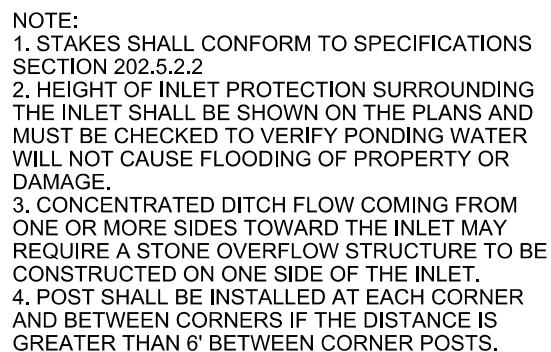 NOTE:
1. STAKES SHALL CONFORM TO SPECIFICATIONS
SECTION 202.5.2.2
2. HEIGHT OF INLET PROTECTION SURROUNDING
THE INLET SHALL BE SHOWN ON THE PLANS AND
MUST BE CHECKED TO VERIFY PONDING WATER
WILL NOT CAUSE FLOODING OF PROPERTY OR
DAMAGE.
3. CONCENTRATED DITCH FLOW COMING FROM
ONE OR MORE SIDES TOWARD THE INLET MAY
REQUIRE A STONE OVERFLOW STRUCTURE TO BE
CONSTRUCTED ON ONE SIDE OF THE INLET.
4. POST SHALL BE INSTALLED AT EACH CORNER
AND BETWEEN CORNERS IF THE DISTANCE IS
GREATER THAN 6' BETWEEN CORNER POSTS.